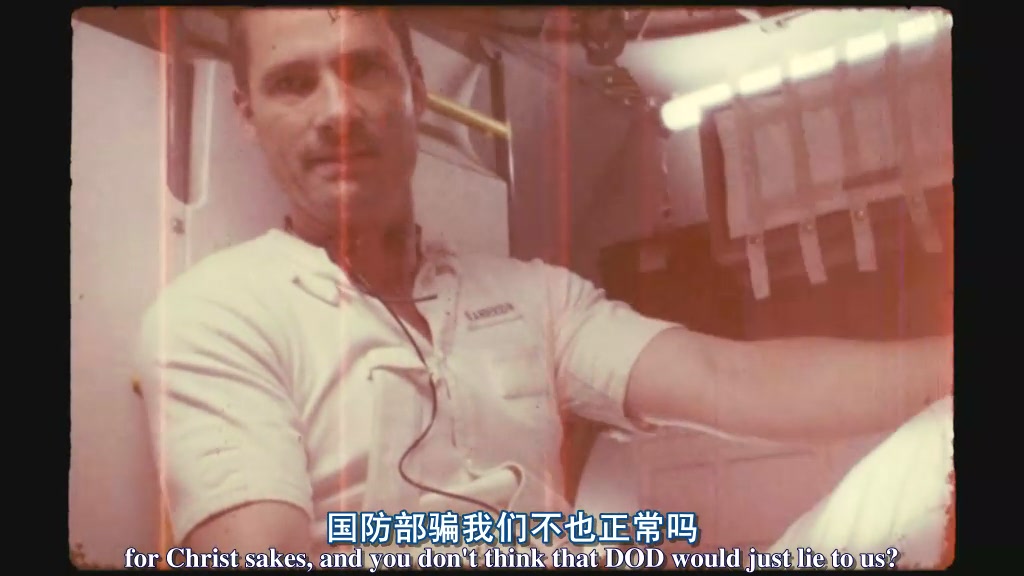 国防部骗我们不也正常吗
for Christ sakes, and you don't think that DOD would just lie to us?